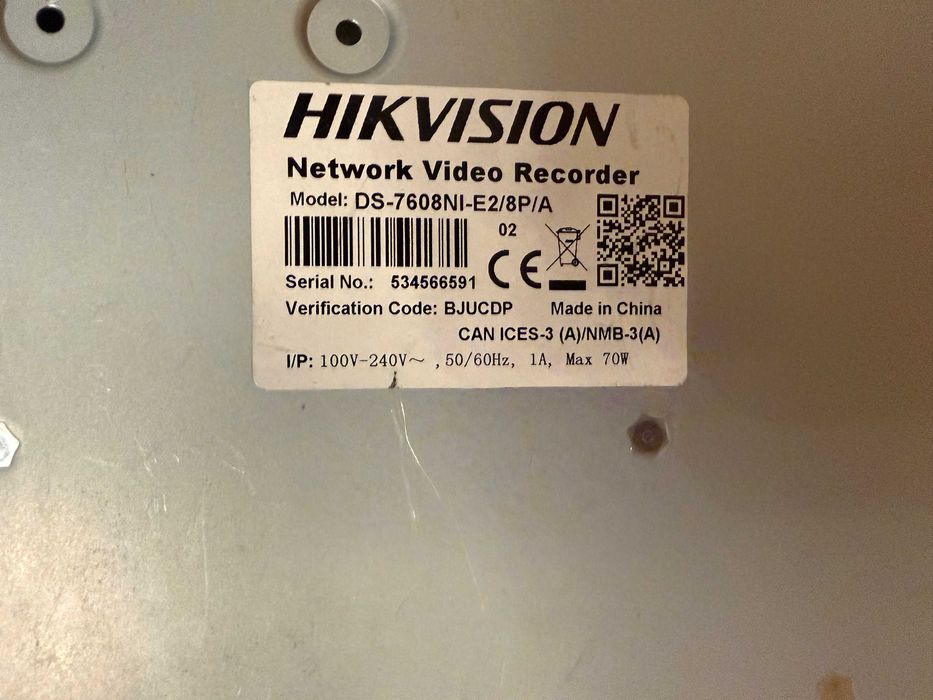 HIKVISION
Network Video Recorder
Model: DS-7608NI-E2/8P/A
02
CE
Serial No.: 534566591
Verification Code: BJUCDP Made in China
CAN ICES-3 (A)/NMB-3(A)
I/P: 100V-240V～ ,50/60Hz, 1A, Max 70W